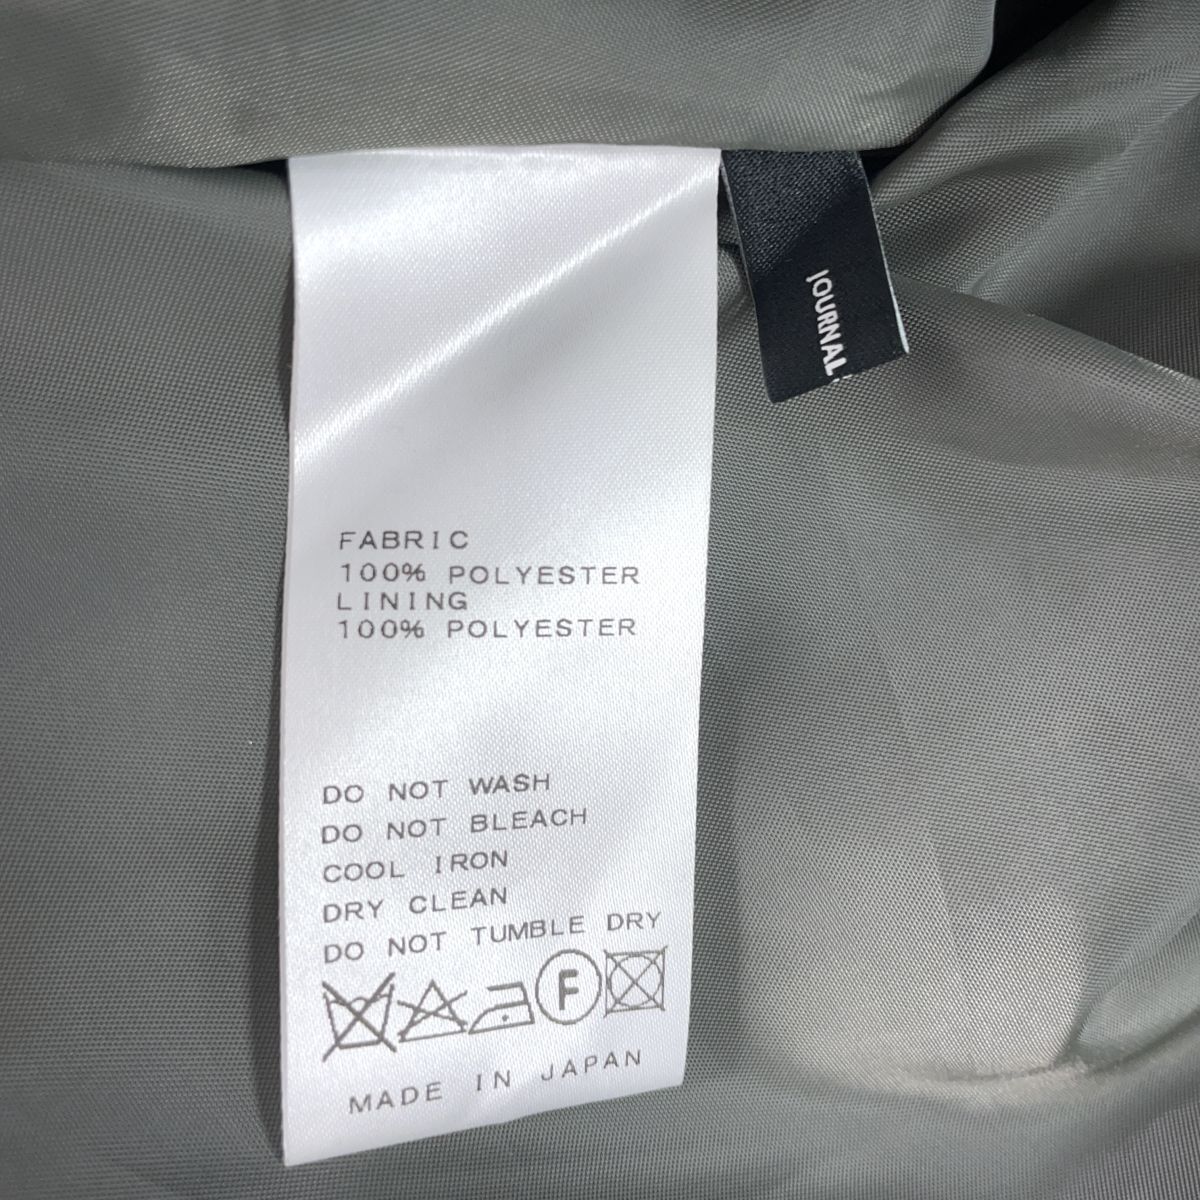 JOURNAL
FABRIC
100% POLYESTER
LINING
100% POLYESTER
DO NOT WASH
DO NOT BLEACH
COOL IRON
DRY CLEAN
DO NOT TUMBLE DRY
F
MADE IN JAPAN